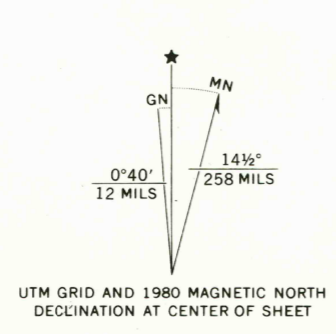 MN
GN
0°40'
12 MILS
14½°
258 MILS
UTM GRID AND 1980 MAGNETIC NORTH
DECLINATION AT CENTER OF SHEET